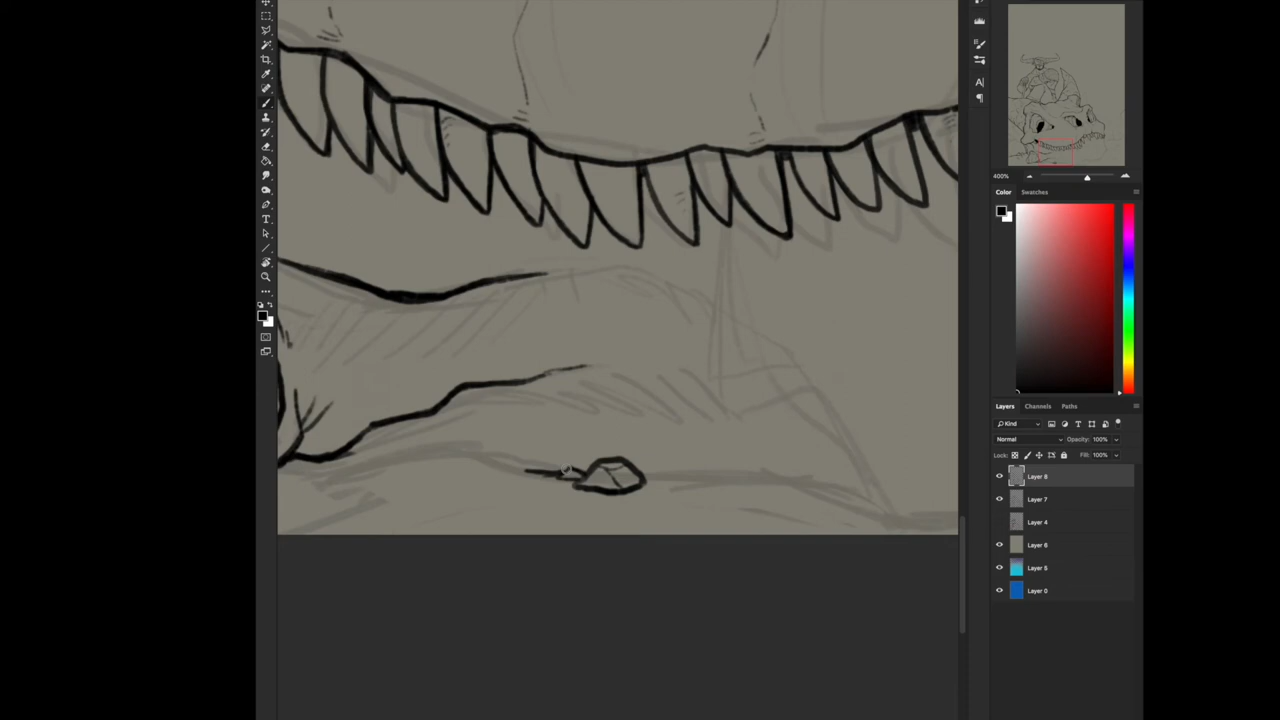 400%
Color Swatches
Layers Channels Paths
Kind
Normal Opacity: 100%
Lock: Fill: 100%
Layer 8
Layer 7
Layer 4
Layer 6
Layer 5
Layer 0